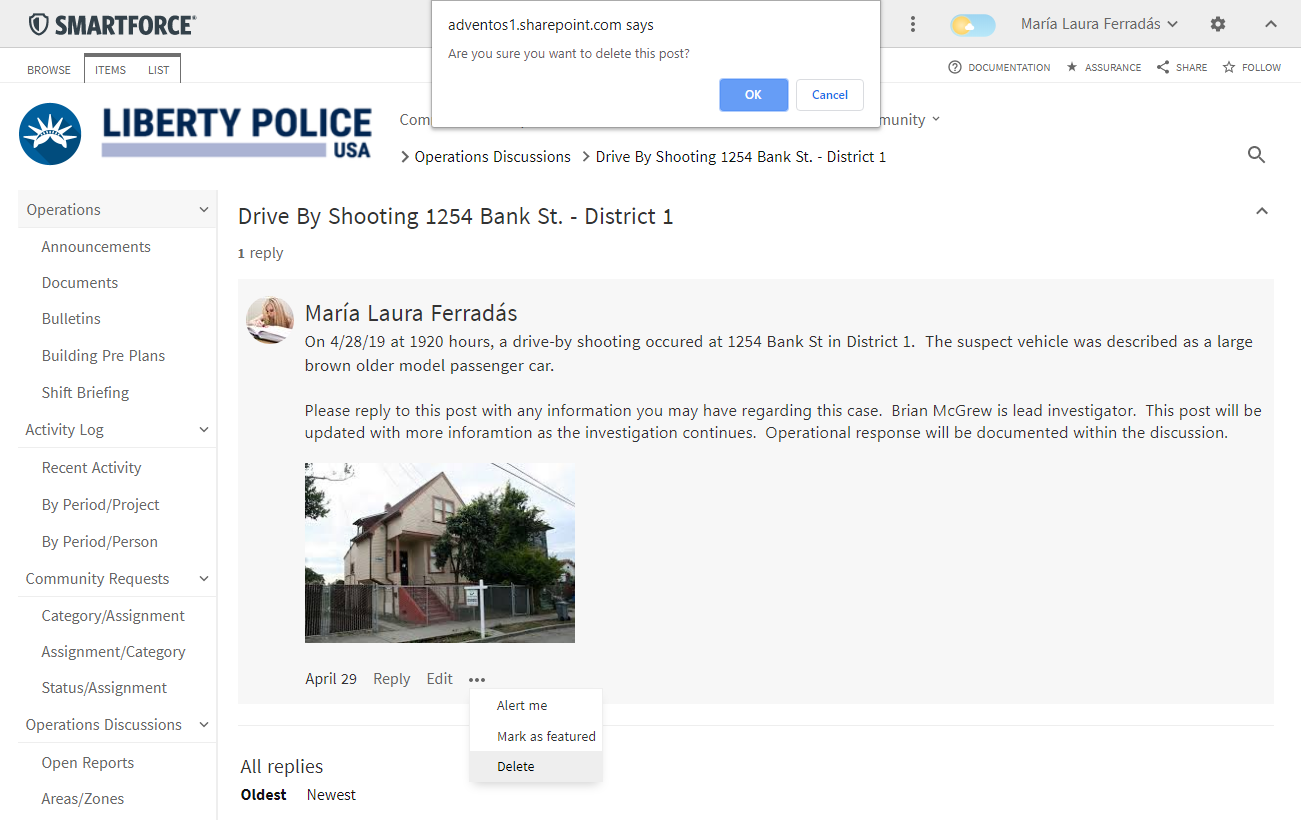 SMARTFORCE
adventos1.sharepoint.com says
Are you sure you want to delete this post?
OK
Cancel
María Laura Ferradás
BROWSE
ITEMS
LIST
DOCUMENTATION
ASSURANCE
SHARE
FOLLOW
LIBERTY POLICE
USA
Operations Discussions
Drive By Shooting 1254 Bank St. - District 1
Operations
Announcements
Documents
Bulletins
Building Pre Plans
Shift Briefing
Activity Log
Recent Activity
By Period/Project
By Period/Person
Community Requests
Category/Assignment
Assignment/Category
Status/Assignment
Operations Discussions
Open Reports
Areas/Zones
Drive By Shooting 1254 Bank St. - District 1
1 reply
María Laura Ferradás
On 4/28/19 at 1920 hours, a drive-by shooting occured at 1254 Bank St in District 1.  The suspect vehicle was described as a large
brown older model passenger car.
Please reply to this post with any information you may have regarding this case.  Brian McGrew is lead investigator.  This post will be
updated with more inforamtion as the investigation continues.  Operational response will be documented within the discussion.
April 29
Reply
Edit
Alert me
Mark as featured
Delete
All replies
Oldest
Newest